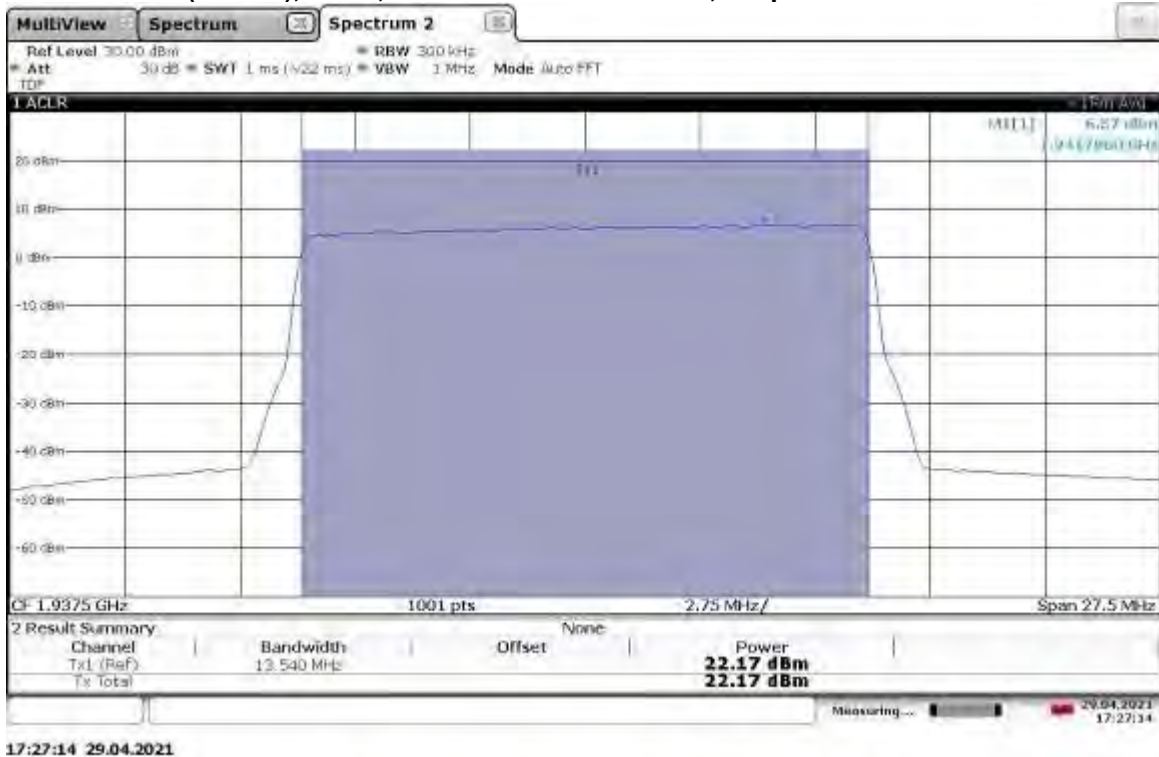 MultiView Spectrum Spectrum 2
Ref Level 30.00 dBm RBW 300 kHz
Att 30 dB SWT 1 ms (~22 ms) VBW 1 MHz Mode Auto FFT
TDF
1 ACLR 1Rm Avg
M1[1] 6.87 dBm
20 dBm Tx1
10 dBm
0 dBm
-10 dBm
-20 dBm
-30 dBm
-40 dBm
-50 dBm
-60 dBm
CF 1.9375 GHz 1001 pts 2.75 MHz/ Span 27.5 MHz
2 Result Summary None
Channel Bandwidth Offset Power
Tx1 (Ref) 13.540 MHz 22.17 dBm
Tx Total 22.17 dBm
Measuring... 29.04.2021
17:27:14
17:27:14 29.04.2021